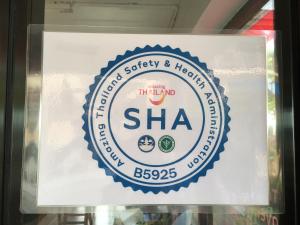 Amazing Thailand Safety & Health Administration
amazing
THAILAND
SHA
B5925